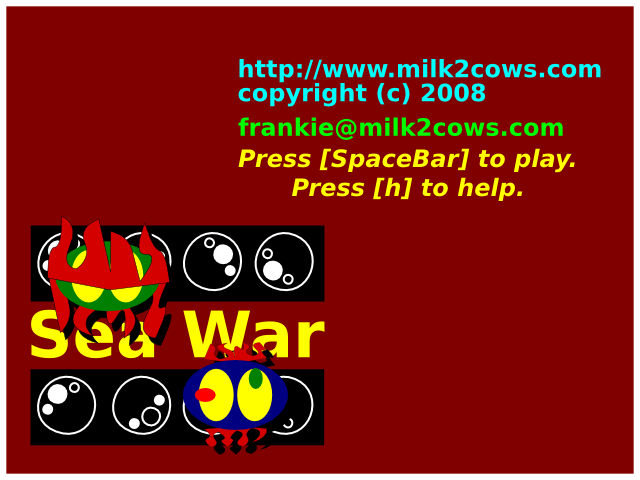 http://www.milk2cows.com
copyright (c) 2008
frankie@milk2cows.com
Press [SpaceBar] to play.
Press [h] to help.
Sea War